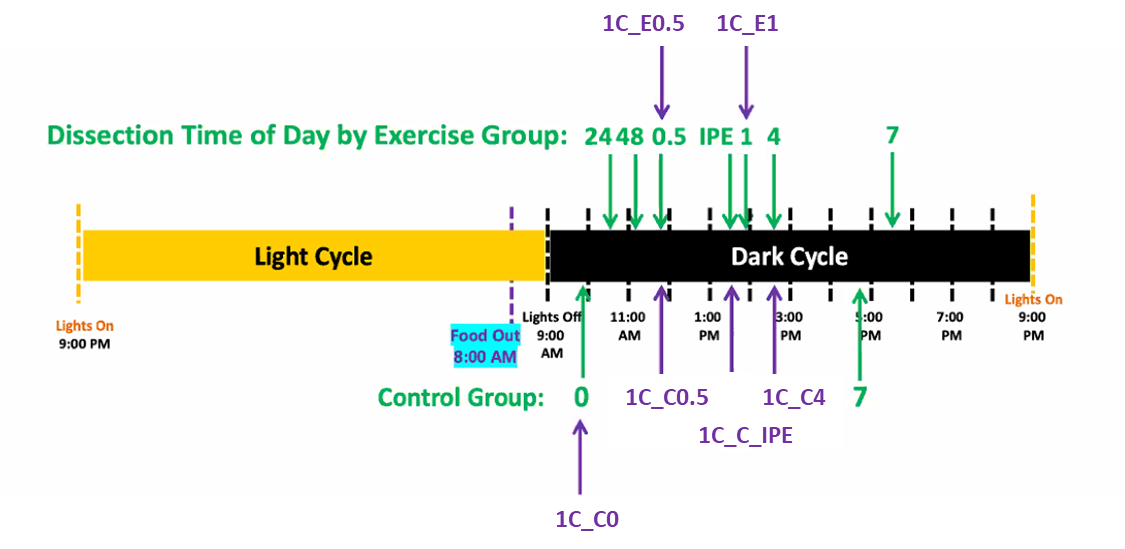 1C_E0.5 1C_E1
Dissection Time of Day by Exercise Group: 24 48 0.5 IPE 1 4 7
Light Cycle Dark Cycle
Lights On
9:00 PM
Food Out
8:00 AM
Lights Off
9:00
AM
11:00
AM
1:00
PM
3:00
PM
5:00
PM
7:00
PM
Lights On
9:00
PM
Control Group: 0 1C_C0.5 1C_C4 7
1C_C_IPE
1C_C0